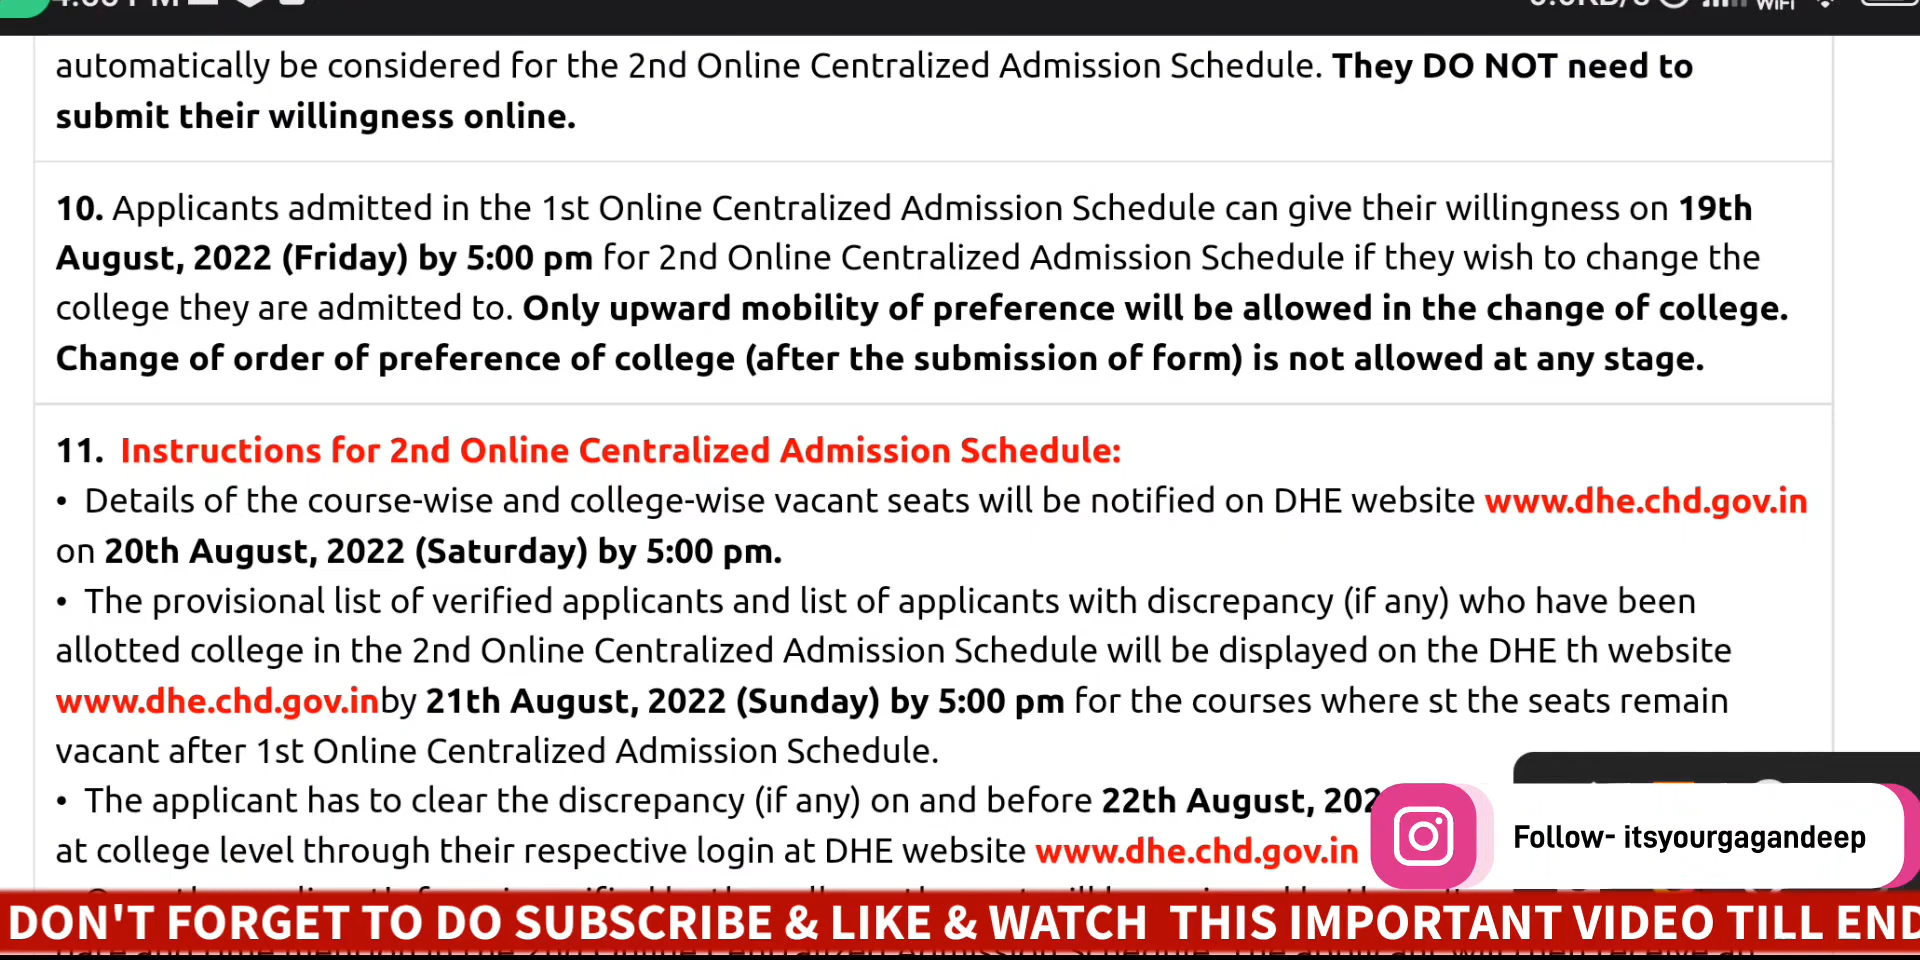 automatically be considered for the 2nd Online Centralized Admission Schedule. They DO NOT need to
submit their willingness online.
10. Applicants admitted in the 1st Online Centralized Admission Schedule can give their willingness on 19th
August, 2022 (Friday) by 5:00 pm for 2nd Online Centralized Admission Schedule if they wish to change the
college they are admitted to. Only upward mobility of preference will be allowed in the change of college.
Change of order of preference of college (after the submission of form) is not allowed at any stage.
11. Instructions for 2nd Online Centralized Admission Schedule:
• Details of the course-wise and college-wise vacant seats will be notified on DHE website www.dhe.chd.gov.in
on 20th August, 2022 (Saturday) by 5:00 pm.
• The provisional list of verified applicants and list of applicants with discrepancy (if any) who have been
allotted college in the 2nd Online Centralized Admission Schedule will be displayed on the DHE th website
www.dhe.chd.gov.inby 21th August, 2022 (Sunday) by 5:00 pm for the courses where st the seats remain
vacant after 1st Online Centralized Admission Schedule.
• The applicant has to clear the discrepancy (if any) on and before 22th August, 202
at college level through their respective login at DHE website www.dhe.chd.gov.in
Follow- itsyourgagandeep
DON'T FORGET TO DO SUBSCRIBE & LIKE & WATCH THIS IMPORTANT VIDEO TILL END